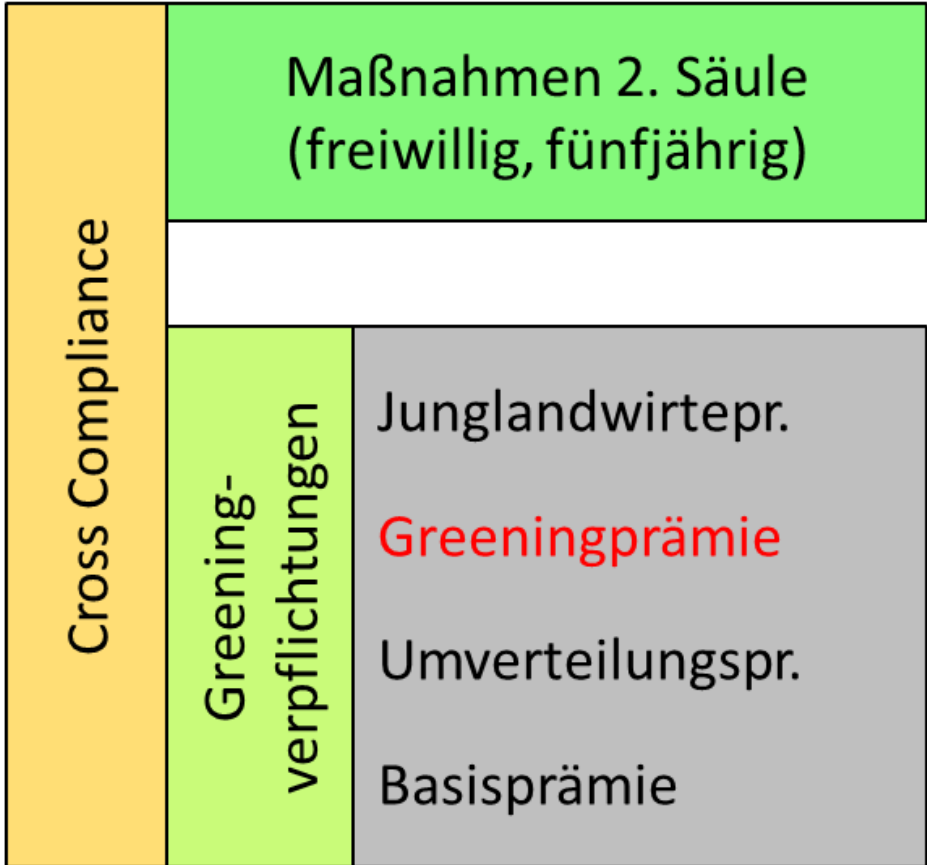 Maßnahmen 2. Säule
(freiwillig, fünfjährig)
Cross Compliance
Greening-
verpflichtungen
Junglandwirtepr.
Greeningprämie
Umverteilungspr.
Basisprämie